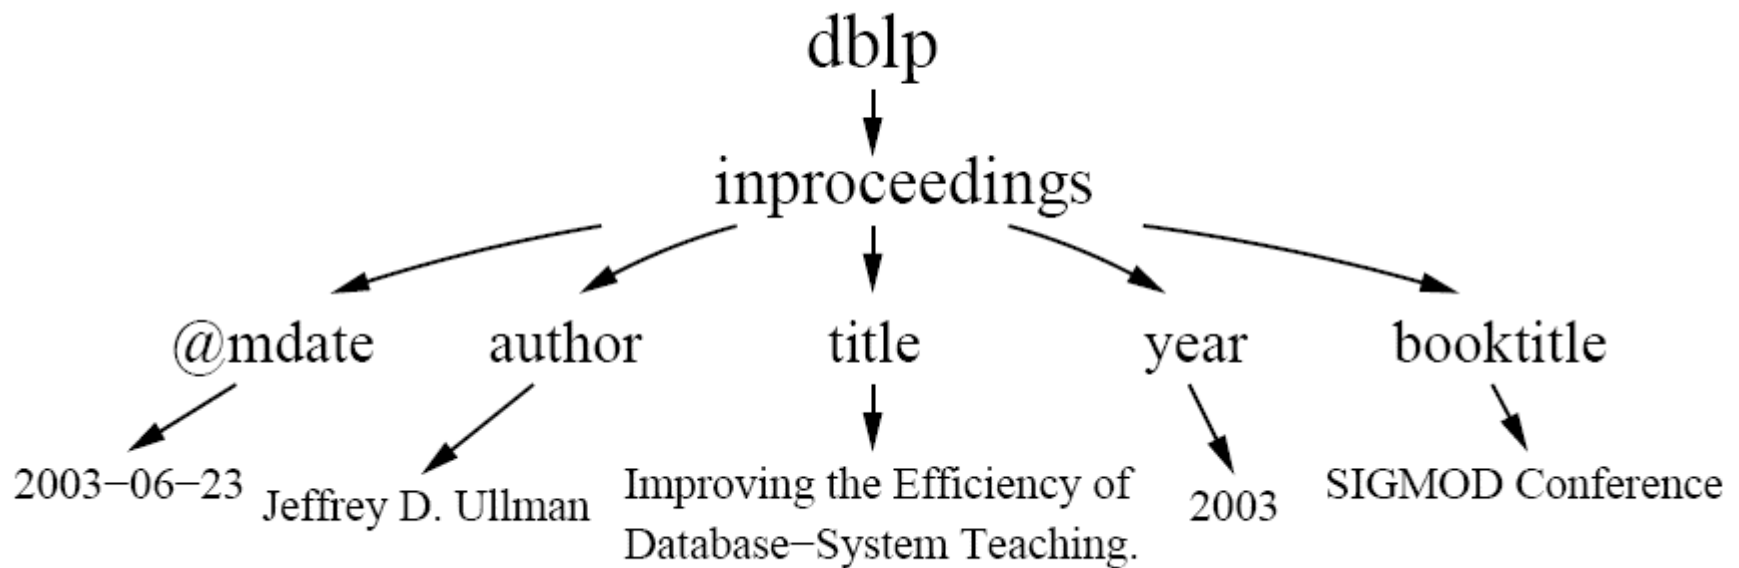 dblp
inproceedings
@mdate author title year booktitle
2003−06−23 Jeffrey D. Ullman Improving the Efficiency of 2003 SIGMOD Conference
Database−System Teaching.